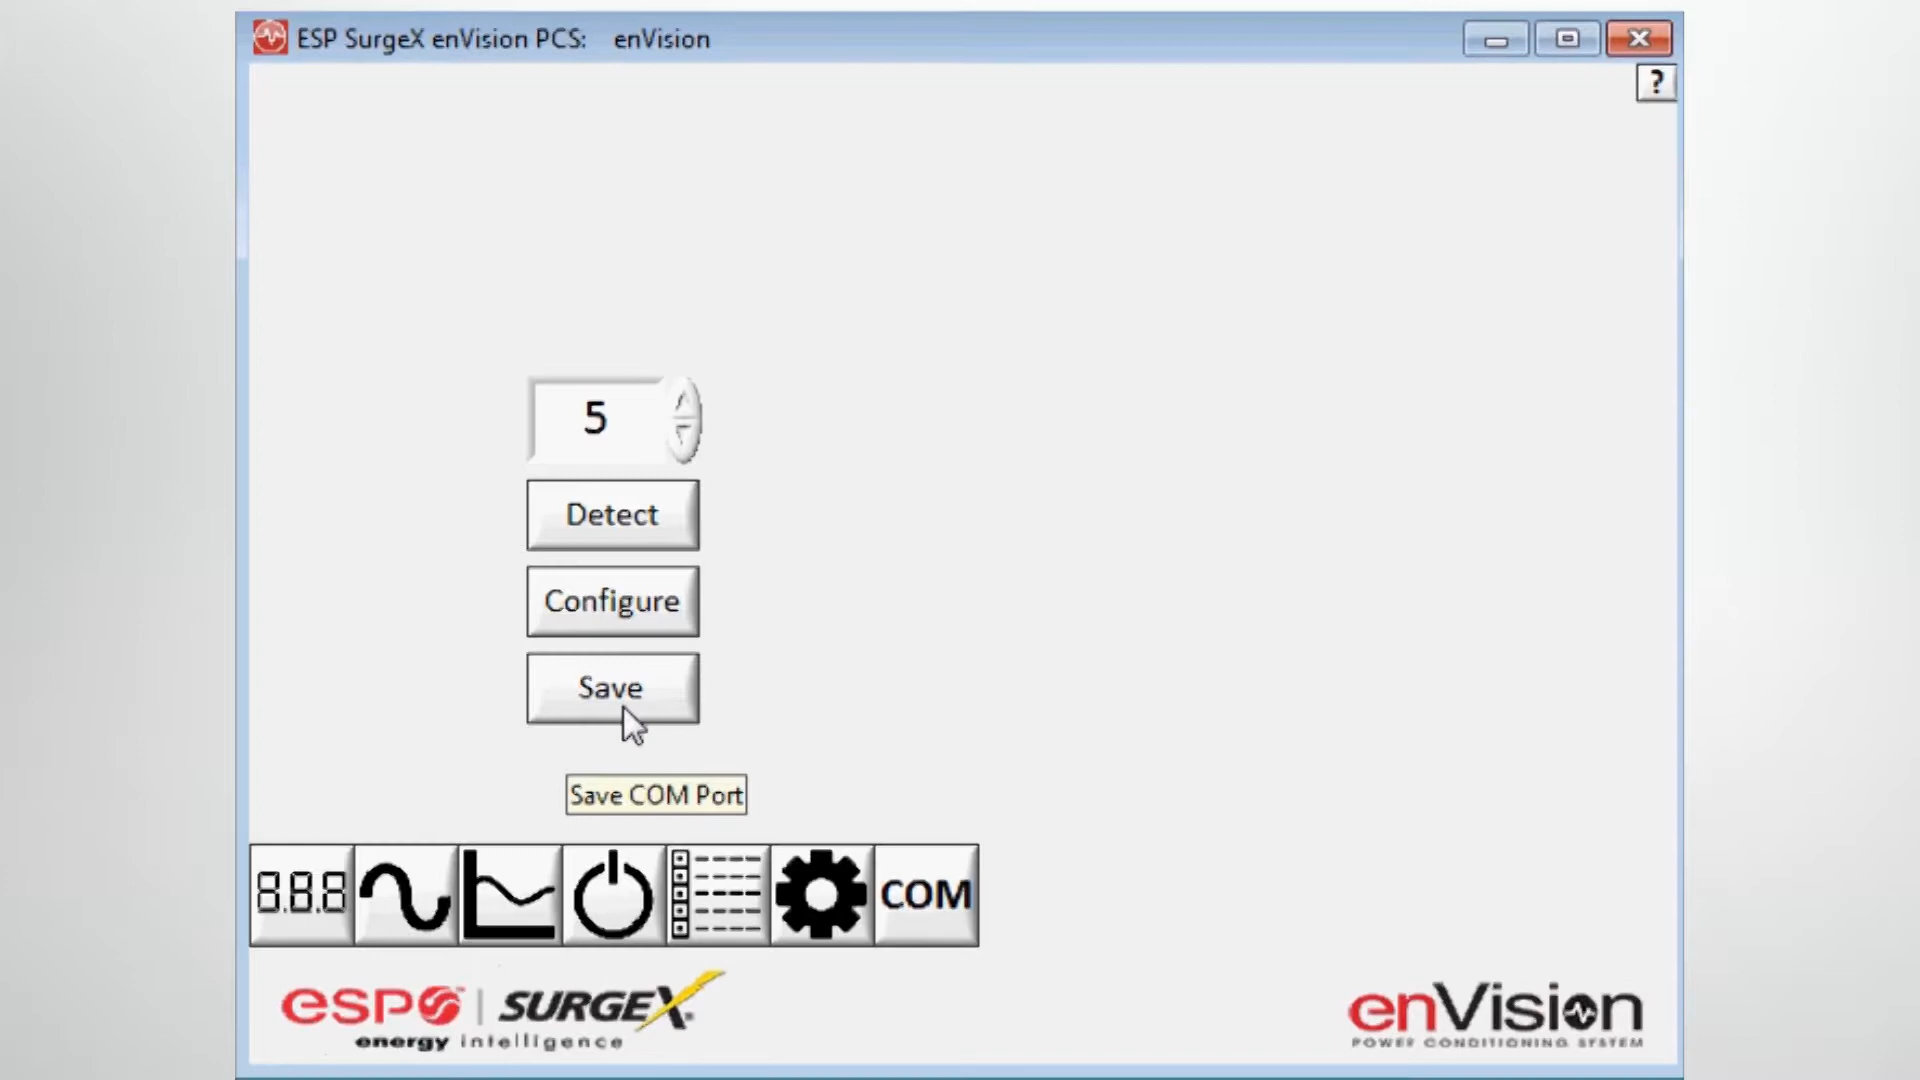 ESP SurgeX enVision PCS: enVision
?
5
Detect
Configure
Save
Save COM Port
8.8.8
COM
esp | SURGEX
energy intelligence
enVision
POWER CONDITIONING SYSTEM